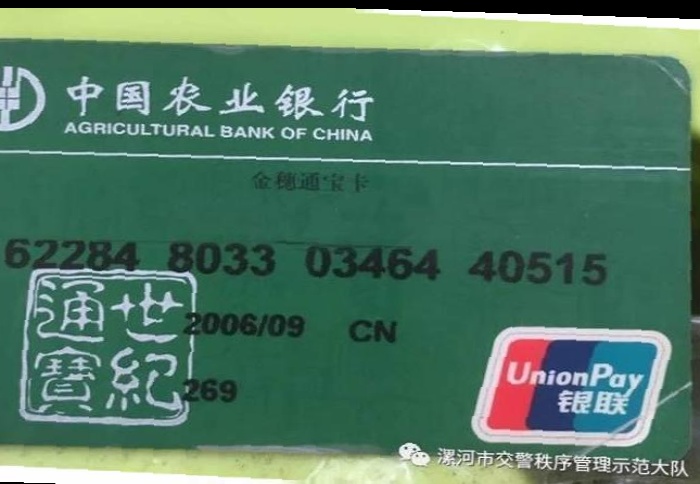 中国农业银行
AGRICULTURAL BANK OF CHINA
金穗通宝卡
62284 8033 03464 40515
世紀
通寶
2006/09 CN
269
UnionPay
银联
漯河市交警秩序管理示范大队